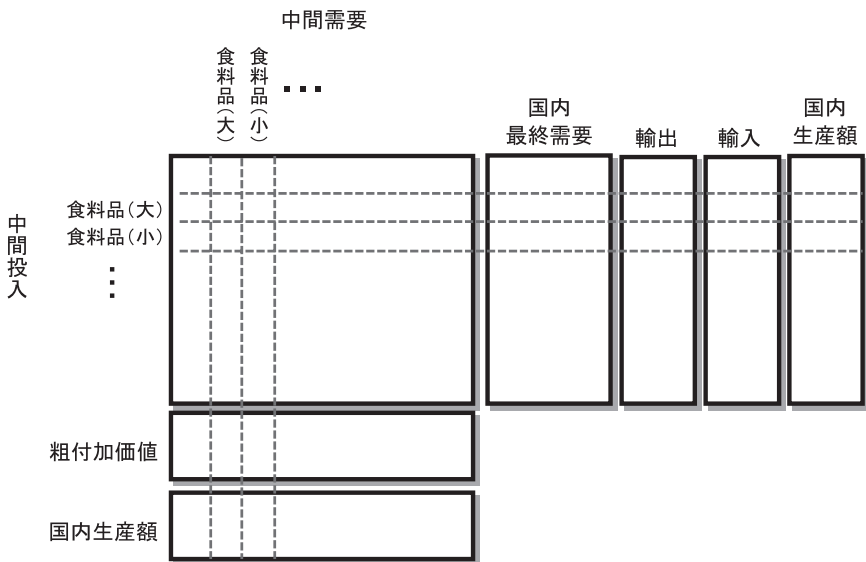 中間需要
食料品(大)
食料品(小)
…
国内
最終需要
輸出
輸入
国内
生産額
中間投入
食料品(大)
食料品(小)
⋮
粗付加価値
国内生産額